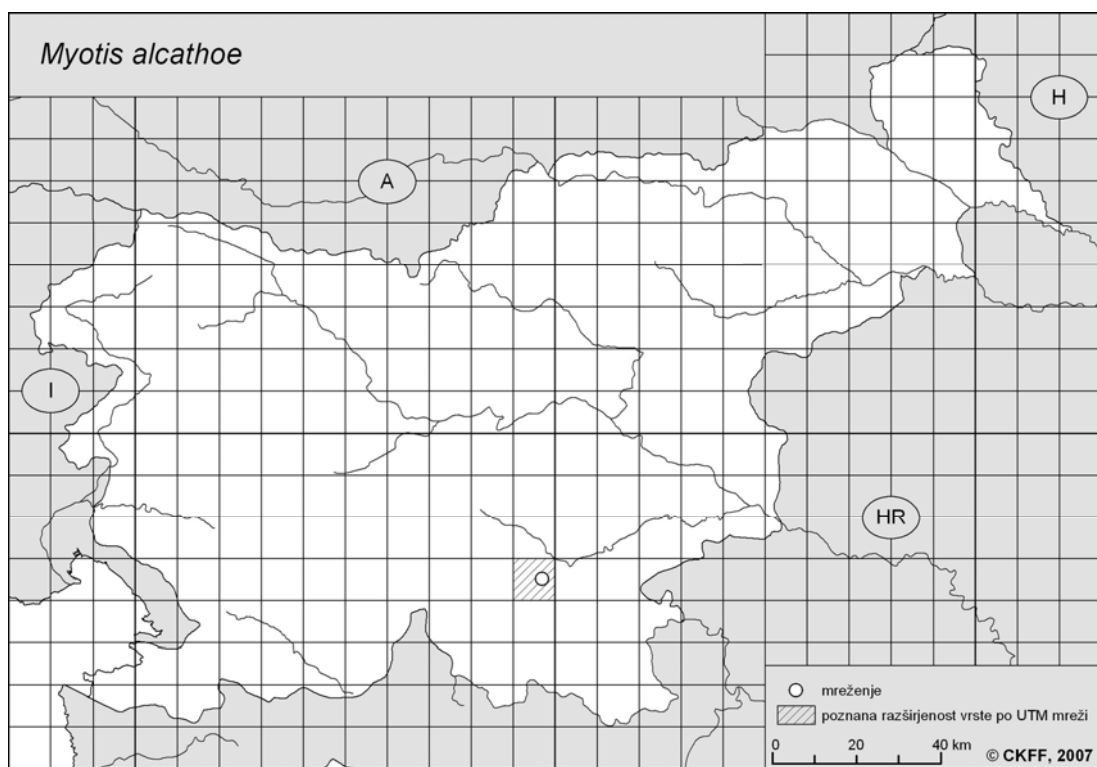 Myotis alcathoe
H
A
I
HR
mreženje
poznana razširjenost vrste po UTM mreži
0 20 40 km
© CKFF, 2007